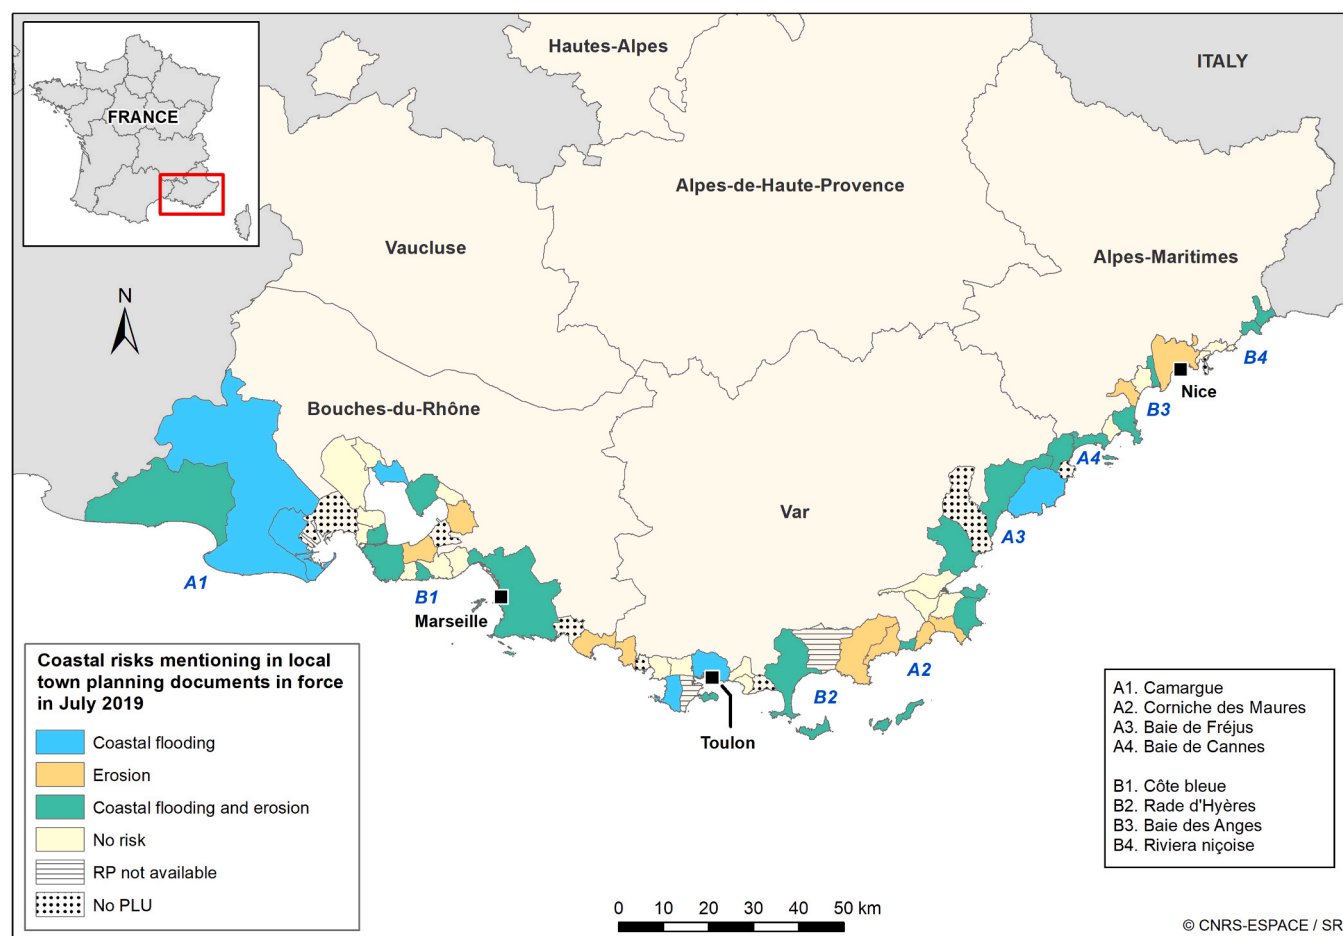 FRANCE
Hautes-Alpes
ITALY
Alpes-de-Haute-Provence
Vaucluse
Alpes-Maritimes
N
Bouches-du-Rhône
Var
B4
Nice
B3
A4
A3
A1
B1
Marseille
A2
B2
Toulon
Coastal risks mentioning in local
town planning documents in force
in July 2019
Coastal flooding
Erosion
Coastal flooding and erosion
No risk
RP not available
No PLU
A1. Camargue
A2. Corniche des Maures
A3. Baie de Fréjus
A4. Baie de Cannes
B1. Côte bleue
B2. Rade d'Hyères
B3. Baie des Anges
B4. Riviera niçoise
0 10 20 30 40 50 km
© CNRS-ESPACE / SR